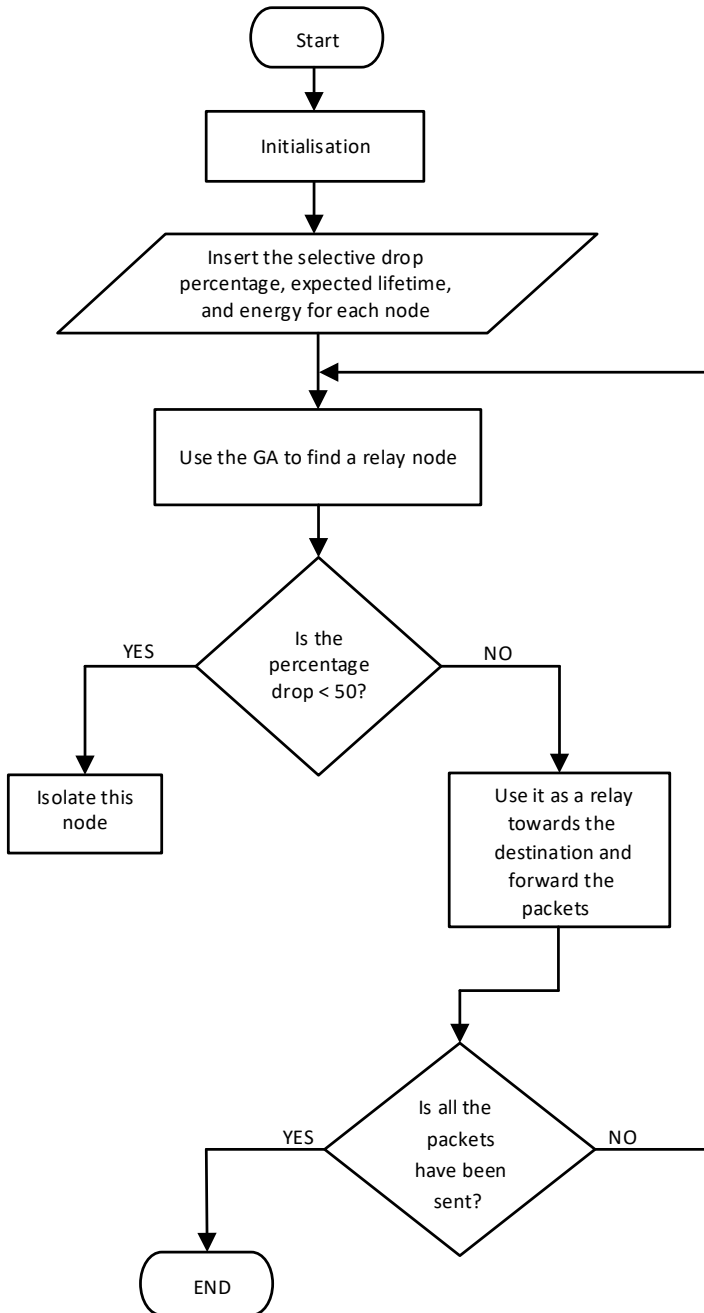 Start
Initialisation
Insert the selective drop
percentage, expected lifetime,
and energy for each node
Use the GA to find a relay node
Is the
percentage
drop < 50?
YES
NO
Isolate this
node
Use it as a relay
towards the
destination and
forward the
packets
Is all the
packets
have been
sent?
YES
NO
END